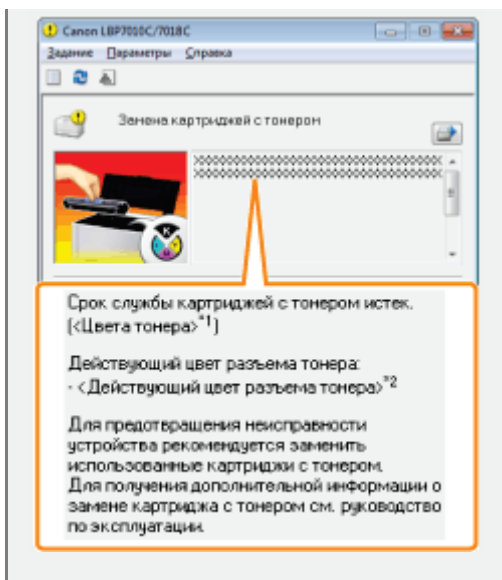 Canon LBP7010C/7018C
Задание Параметры Справка
Замена картриджей с тонером
XXXXXXXXXXXXXXXXXXXXXXXXXXXXXXXX
XXXXXXXXXXXXXXXXXXXXXXXXXXXXXXXX
K
Срок службы картриджей с тонером истек.
[<Цвета тонера>*1]
Действующий цвет разъема тонера:
- <Действующий цвет разъема тонера>*2
Для предотвращения неисправности
устройства рекомендуется заменить
использованные картриджи с тонером.
Для получения дополнительной информации о
замене картриджа с тонером см. руководство
по эксплуатации.